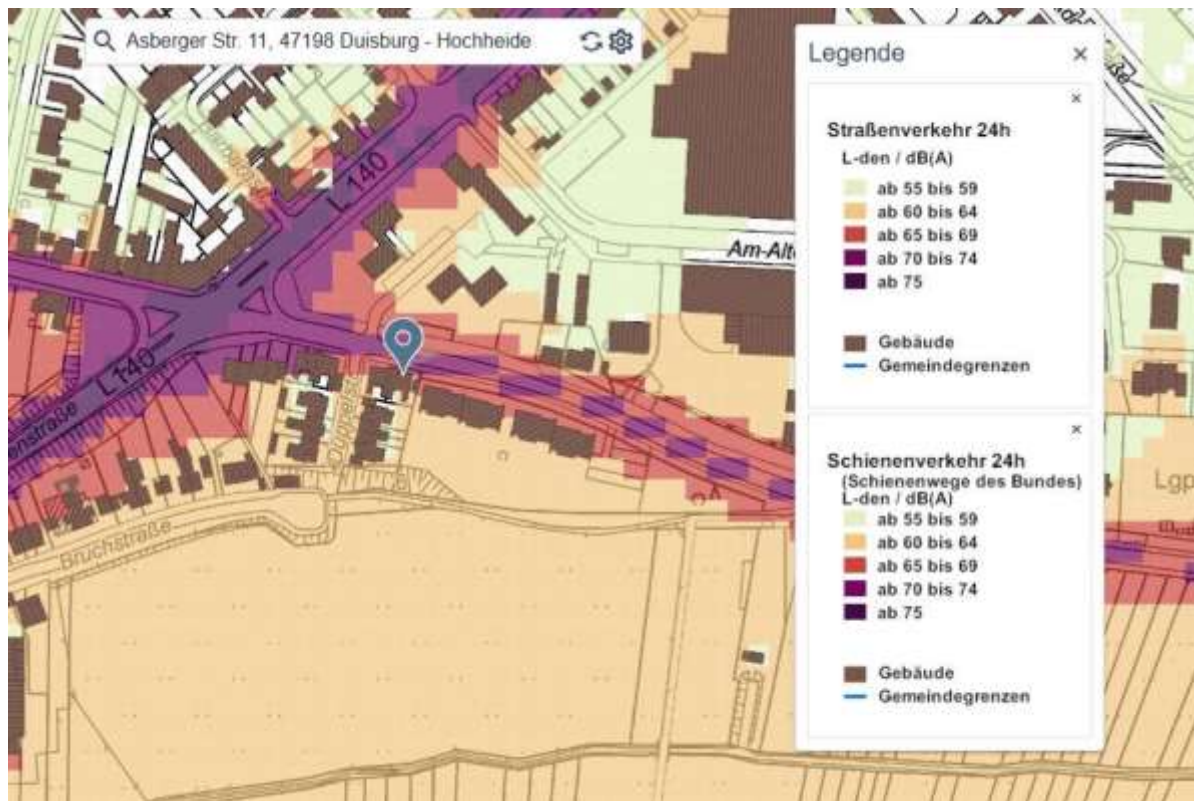 Asberger Str. 11, 47198 Duisburg - Hochheide
Legende
Straßenverkehr 24h
L-den / dB(A)
ab 55 bis 59
ab 60 bis 64
ab 65 bis 69
ab 70 bis 74
ab 75
Gebäude
Gemeindegrenzen
Schienenverkehr 24h
(Schienenwege des Bundes)
L-den / dB(A)
ab 55 bis 59
ab 60 bis 64
ab 65 bis 69
ab 70 bis 74
ab 75
Gebäude
Gemeindegrenzen
L 140
Am-Alt
L 140
enstraße
Bruchstraße
Lgp